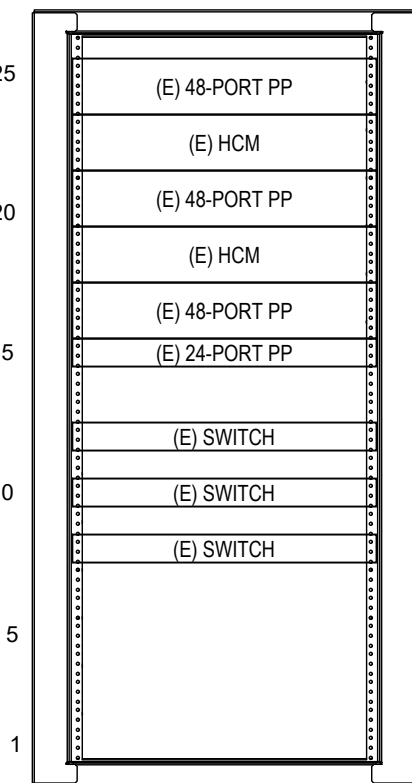 25
(E) 48-PORT PP
(E) HCM
20
(E) 48-PORT PP
(E) HCM
(E) 48-PORT PP
5
(E) 24-PORT PP
(E) SWITCH
0
(E) SWITCH
(E) SWITCH
5
1